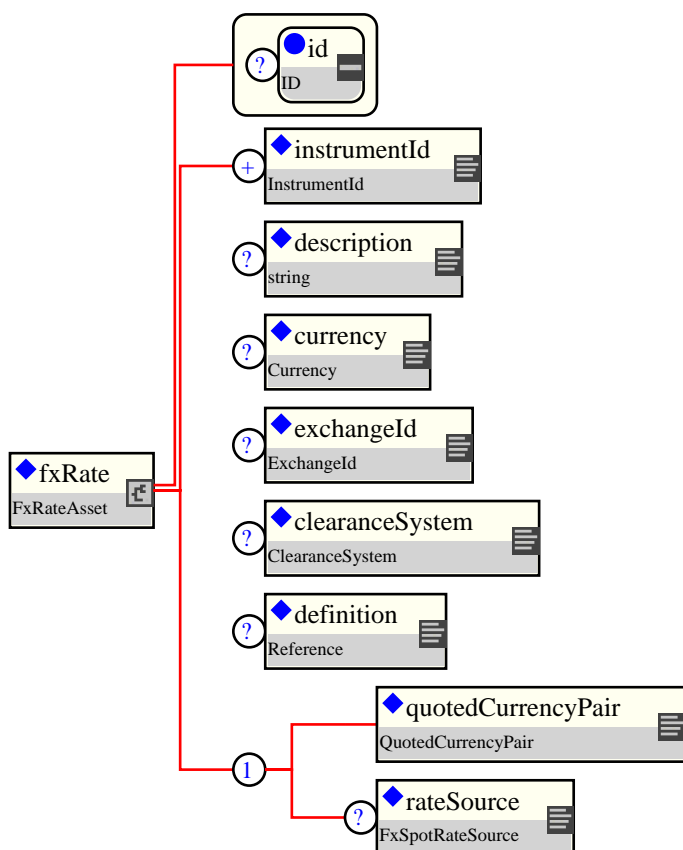 ? id
ID
+ instrumentId
InstrumentId
? description
string
? currency
Currency
? exchangeId
ExchangeId
fxRate
FxRateAsset
? clearanceSystem
ClearanceSystem
? definition
Reference
1 quotedCurrencyPair
QuotedCurrencyPair
? rateSource
FxSpotRateSource